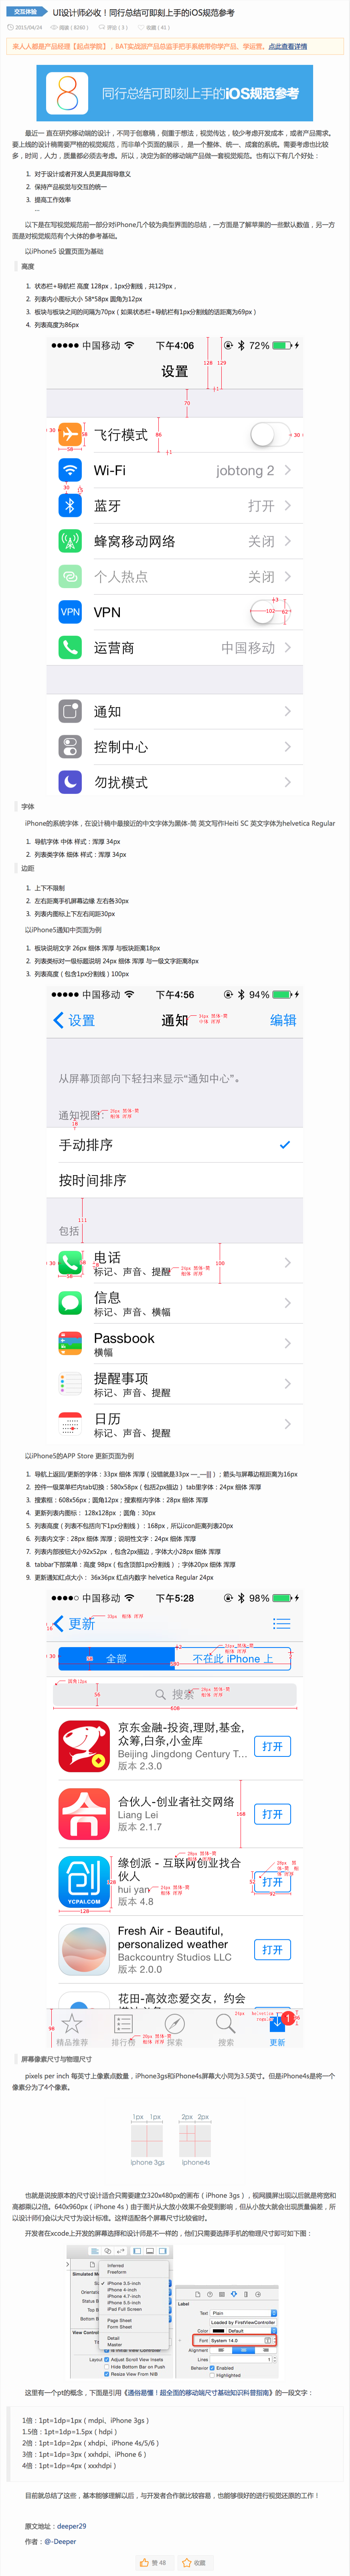 交互体验
UI设计师必收！同行总结可即刻上手的iOS规范参考
2015/04/24 阅读（8260） 评论（3） 收藏（41）
来人人都是产品经理【起点学院】，BAT实战派产品总监手把手系统带你学产品、学运营。点此查看详情
8
同行总结可即刻上手的iOS规范参考
最近一直在研究移动端的设计，不同于创意稿，侧重于想法，视觉传达，较少考虑开发成本，或者产品需求。
要上线的设计稿需要严格的视觉规范，而非单个页面的展示，是一个整体、统一、成套的系统。需要考虑也比较
多，时间，人力，质量都必须去考虑。所以，决定为新的移动端产品做一套视觉规范。也有以下有几个好处：
1. 对于设计或者开发人员更具指导意义
2. 保持产品视觉与交互的统一
3. 提高工作效率
...
以下是在写视觉规范前一部分对iPhone几个较为典型界面的总结，一方面是了解苹果的一些默认数值，另一方
面是对视觉规范有个大体的参考基础。
以iPhone5 设置页面为基础
高度
1. 状态栏+导航栏 高度 128px，1px分割线，共129px，
2. 列表内小图标大小 58*58px 圆角为12px
3. 板块与板块之间的间隔为70px（如果状态栏+导航栏有1px分割线的话距离为69px）
4. 列表高度为86px
中国移动 下午4:06 72%
设置
128 129
1
70
30 飞行模式 30
58 86
58
1
Wi-Fi jobtong 2
30
蓝牙 打开
蜂窝移动网络 关闭
个人热点 关闭
3
VPN VPN 102 62
运营商 中国移动
通知
控制中心
勿扰模式
字体
iPhone的系统字体，在设计稿中最接近的中文字体为黑体-简 英文写作Heiti SC 英文字体为helvetica Regular
1. 导航字体 中体 样式：浑厚 34px
2. 列表类字体 细体 样式：浑厚 34px
边距
1. 上下不限制
2. 左右距离手机屏幕边缘 左右各30px
3. 列表内图标上下左右间距30px
以iPhone5通知中页面为例
1. 板块说明文字 26px 细体 浑厚 与板块距离18px
2. 列表类标对一级标题说明 24px 细体 浑厚 与一级文字距离8px
3. 列表高度（包含1px分割线）100px
中国移动 下午4:56 94%
设置 通知 编辑
34px 黑体-简
中体 浑厚
从屏幕顶部向下轻扫来显示“通知中心”。
通知视图：
26px 黑体-简
细体 浑厚
18
手动排序
按时间排序
111
包括
30 电话 100
58 标记、声音、提醒
24px 黑体-简
细体 浑厚
信息
标记、声音、横幅
Passbook
横幅
提醒事项
标记、声音、提醒
日历
标记、声音、提醒
以iPhone5的APP Store 更新页面为例
1. 导航上返回/更新的字体：33px 细体 浑厚（没错就是33px —_—|||）；箭头与屏幕边框距离为16px
2. 控件一级菜单栏内tab切换：580x58px（包括2px描边） tab里字体：24px 细体 浑厚
3. 搜索框：608x56px；圆角12px；搜索框内字体：28px 细体 浑厚
4. 更新列表内图标： 128x128px ；圆角：30px
5. 列表高度（列表不包括向下1px分割线）：168px，所以icon距离列表20px
6. 列表内文字：28px 细体 浑厚；说明性文字：24px 细体 浑厚
7. 列表内部按钮大小92x52px ，包含2px描边，字体大小28px 细体 浑厚
8. tabbar下部菜单：高度 98px（包含顶部1px分割线）；字体20px 细体 浑厚
9. 更新通知红点大小： 36x36px 红点内数字 helvetica Regular 24px
中国移动 下午5:28 98%
更新
16
30 全部 不在此 iPhone 上
圆角12px
56 搜索
608
京东金融-投资,理财,基金,
众筹,白条,小金库
Beijing Jingdong Century T...
版本 2.3.0
打开
合伙人-创业者社交网络
Liang Lei
版本 2.1.7
打开
168
缘创派 - 互联网创业找合
伙人
hui yan
版本 4.8
创
YCPAI.COM
128
128
打开
52
92
Fresh Air - Beautiful,
personalized weather
Backcountry Studios LLC
版本 2.0.0
打开
花田-高效恋爱交友，约会
98
1
精品推荐 排行榜 探索 搜索 更新
屏幕像素尺寸与物理尺寸
pixels per inch 每英寸上像素点数量，iPhone3gs和iPhone4s屏幕大小同为3.5英寸。但是iPhone4s是将一个
像素分为了4个像素。
1px 1px 2px 2px
Iphone 3gs Iphone4s
也就是说按原本的尺寸设计适合只需要建立320x480px的画布（iPhone 3gs），视网膜屏出现以后就是将宽和
高都乘以2倍。640x960px（iPhone 4s）由于图片从大放小效果不会受到影响，但从小放大就会出现质量偏差，所
以设计师们会以大尺寸为设计标准。这样适配各个屏幕尺寸比较偏时。
开发者在Excode上开发的屏幕选择和设计师是不一样的，他们只需要选择手机的物理尺寸即可如下图：
Simulated M
Inferred
Freeform
iPhone 3.5-inch
iPhone 4-inch
iPhone 4.7-inch
iPhone 5.5-inch
iPad Full Screen
Page Sheet
Form Sheet
Detail
Master
View Control
Layout Adjust Scroll View Insets
Hide Bottom Bar on Push
Resize View From NIB
Label
Text Plain
Loaded by FirstViewController
Color Default
Font System 14.0
Alignment
Lines 0
Behavior Enabled
Highlighted
这里有一个pt的概念，下面是引用《通俗易懂！超全面的移动端尺寸基础知识科普指南》的一段文字：
1倍：1pt=1dp=1px（mdpi、iPhone 3gs）
1.5倍：1pt=1dp=1.5px（hdpi）
2倍：1pt=1dp=2px（xhdpi、iPhone 4s/5/6）
3倍：1pt=1dp=3px（xxhdpi、iPhone 6）
4倍：1pt=1dp=4px（xxxhdpi）
目前就总结了这些，基本能够理解以后，与开发者合作就比较容易，也能够很好的进行视觉还原的工作！
原文地址：deeper29
作者：@-Deeper
赞 48 收藏